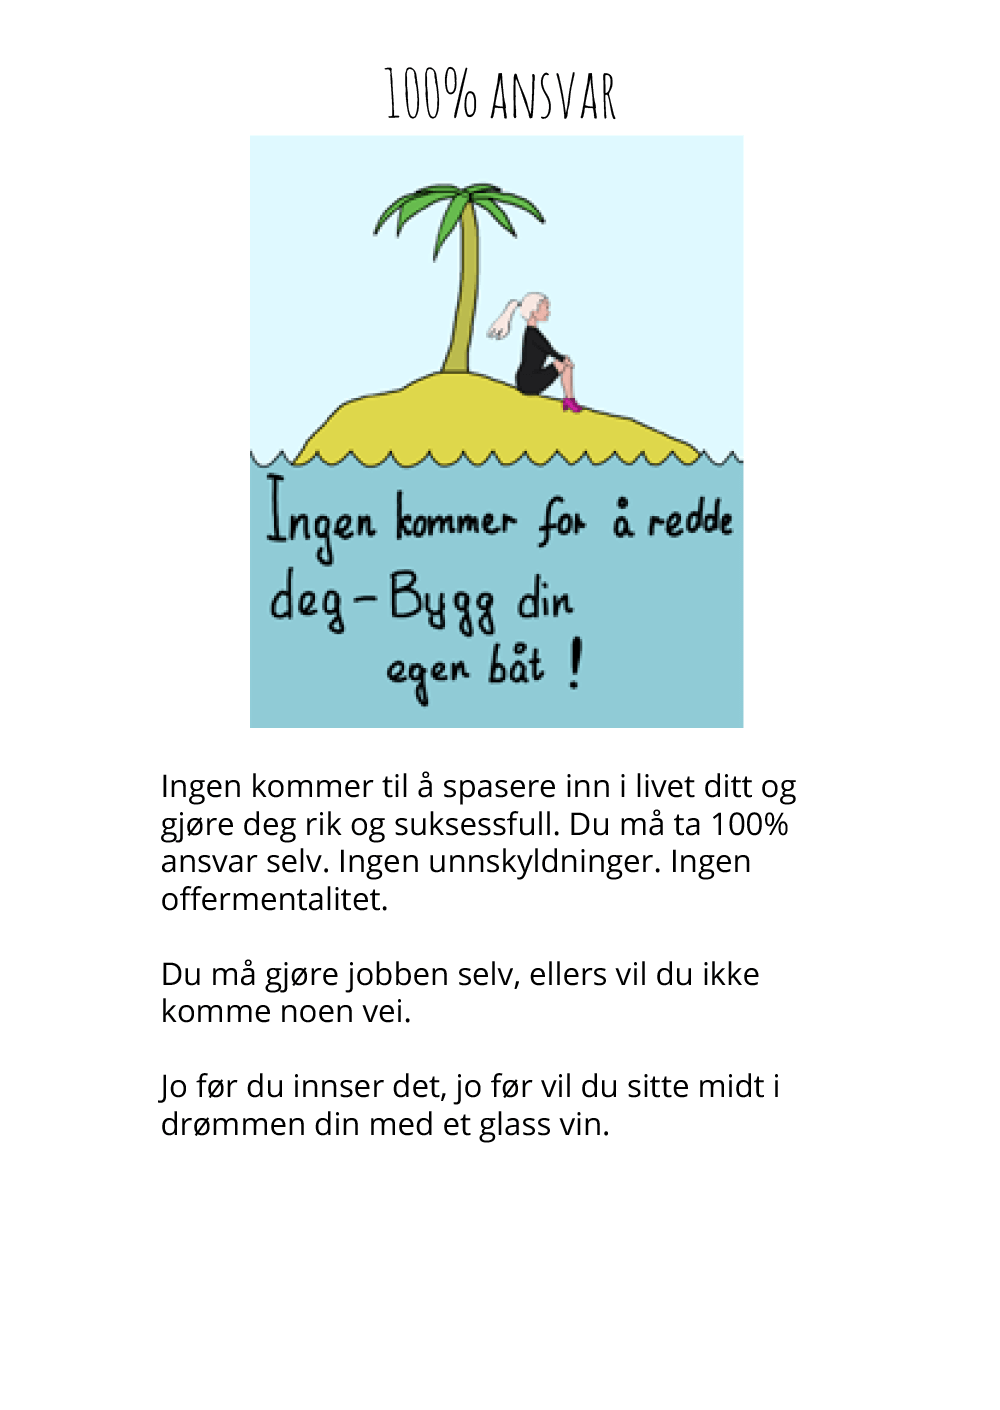 100% ANSVAR
Ingen kommer for å redde
deg - Bygg din
egen båt !
Ingen kommer til å spasere inn i livet ditt og
gjøre deg rik og suksessfull. Du må ta 100%
ansvar selv. Ingen unnskyldninger. Ingen
offermentalitet.
Du må gjøre jobben selv, ellers vil du ikke
komme noen vei.
Jo før du innser det, jo før vil du sitte midt i
drømmen din med et glass vin.